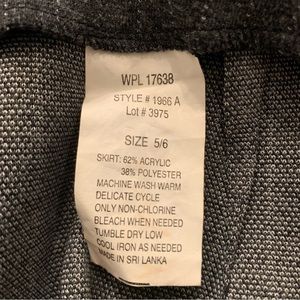 WPL 17638
STYLE # 1966 A
Lot # 3975
SIZE 5/6
SKIRT: 62% ACRYLIC
38% POLYESTER
MACHINE WASH WARM
DELICATE CYCLE
ONLY NON-CHLORINE
BLEACH WHEN NEEDED
TUMBLE DRY LOW
COOL IRON AS NEEDED
MADE IN SRI LANKA